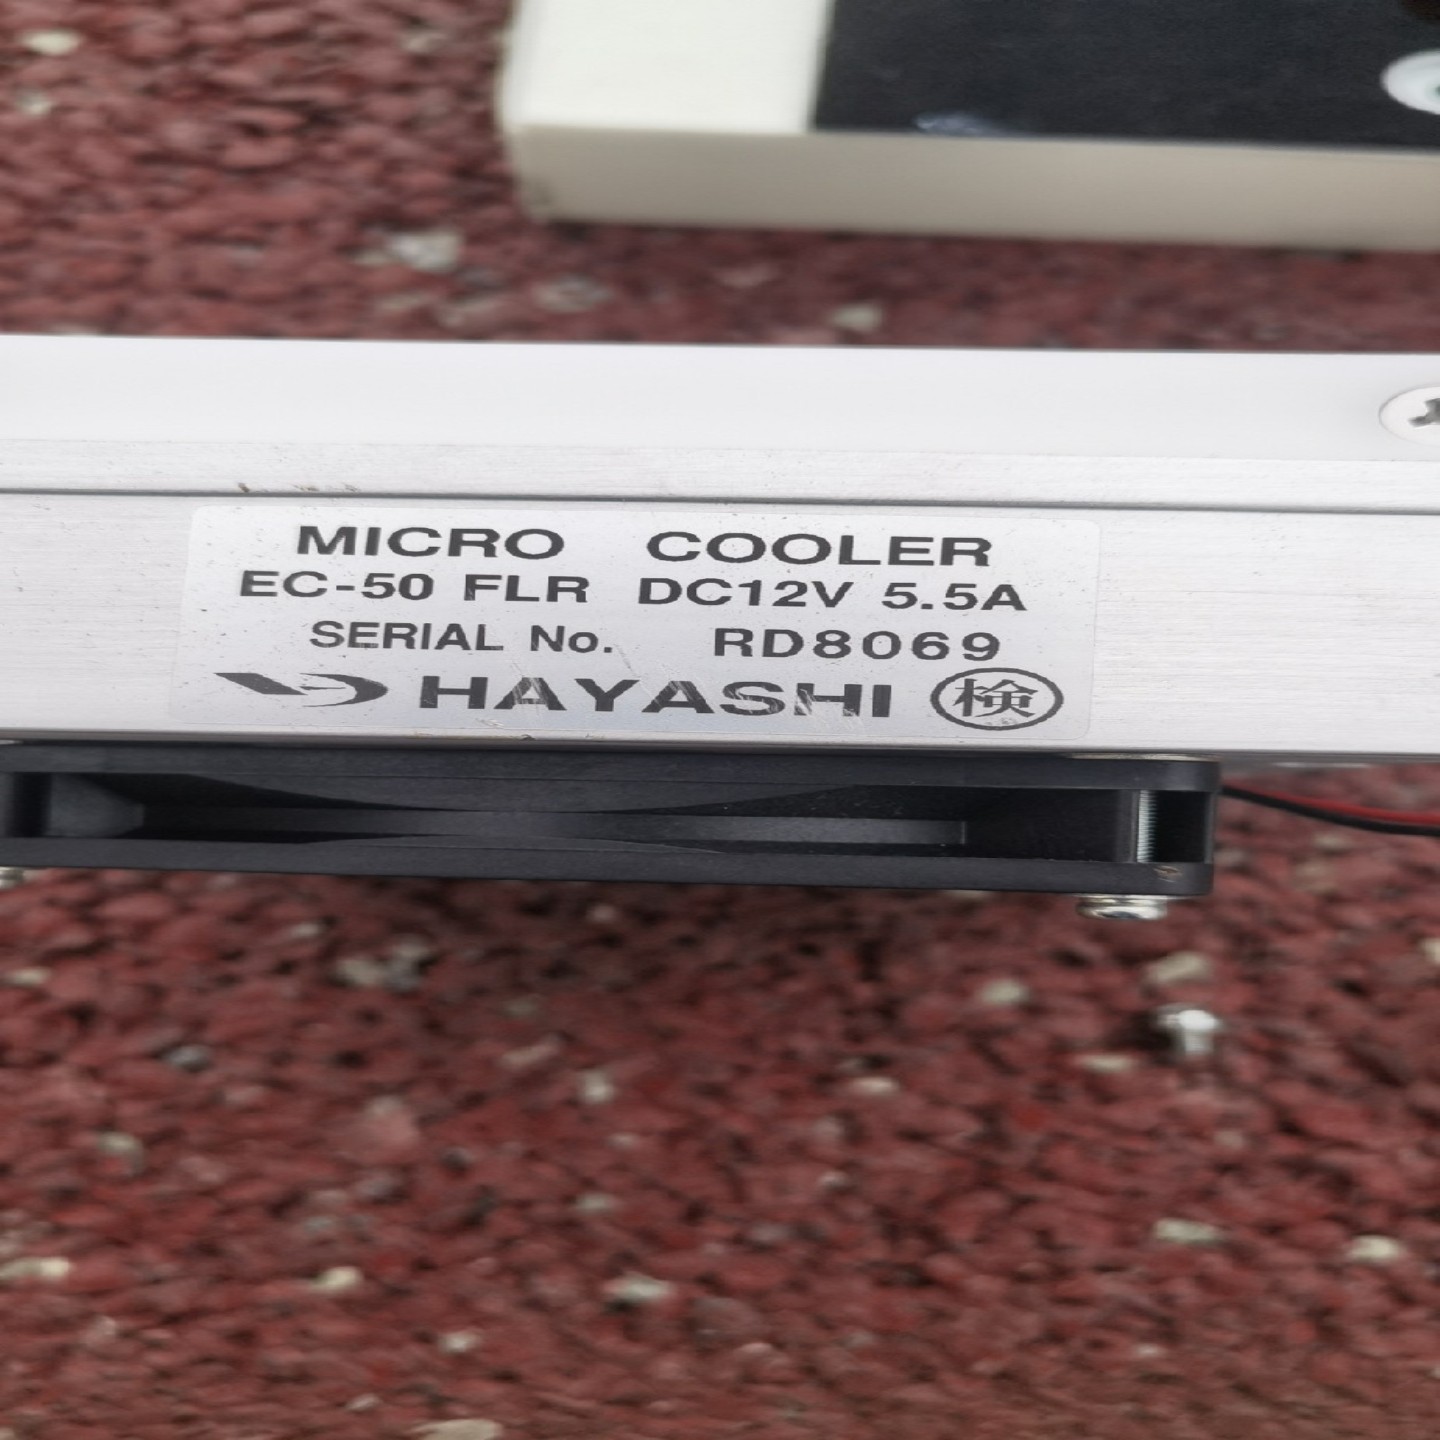 MICRO COOLER
EC-50 FLR DC12V 5.5A
SERIAL No. RD8069
HAYASHI 検